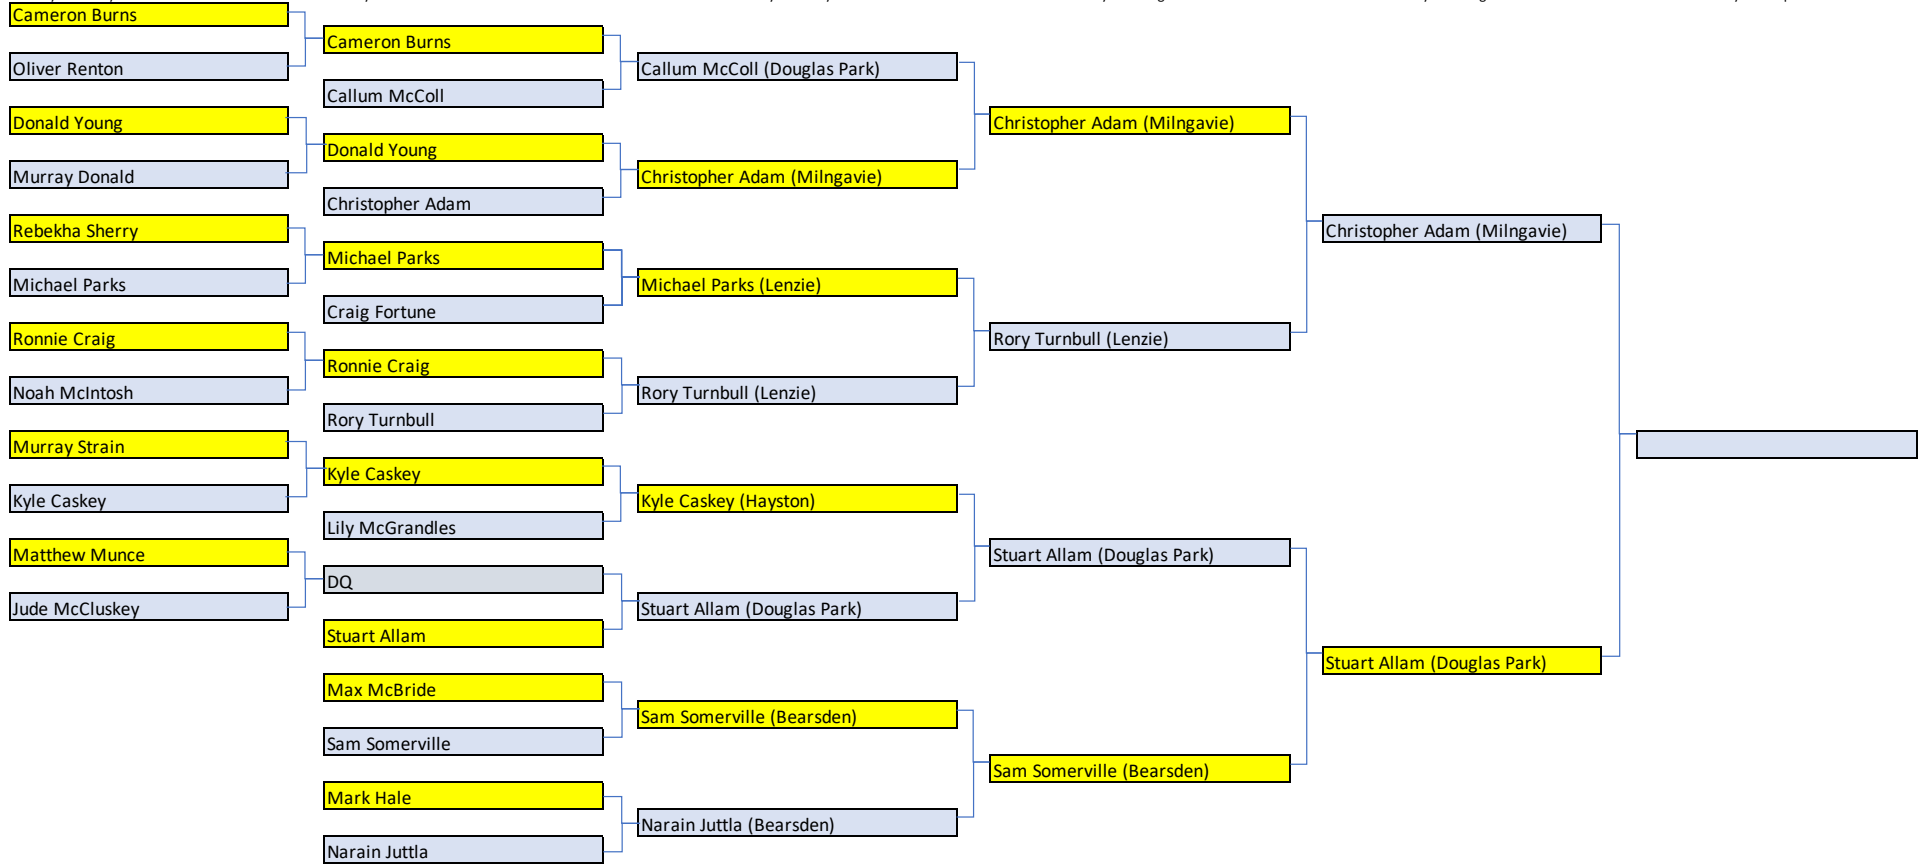 Cameron Burns
Oliver Renton
Donald Young
Murray Donald
Rebekha Sherry
Michael Parks
Ronnie Craig
Noah McIntosh
Murray Strain
Kyle Caskey
Matthew Munce
Jude McCluskey
Cameron Burns
Callum McColl
Donald Young
Christopher Adam
Michael Parks
Craig Fortune
Ronnie Craig
Rory Turnbull
Kyle Caskey
Lily McGrandles
DQ
Stuart Allam
Max McBride
Sam Somerville
Mark Hale
Narain Juttla
Callum McColl (Douglas Park)
Christopher Adam (Milngavie)
Michael Parks (Lenzie)
Rory Turnbull (Lenzie)
Kyle Caskey (Hayston)
Stuart Allam (Douglas Park)
Sam Somerville (Bearsden)
Narain Juttla (Bearsden)
Christopher Adam (Milngavie)
Rory Turnbull (Lenzie)
Stuart Allam (Douglas Park)
Sam Somerville (Bearsden)
Christopher Adam (Milngavie)
Stuart Allam (Douglas Park)